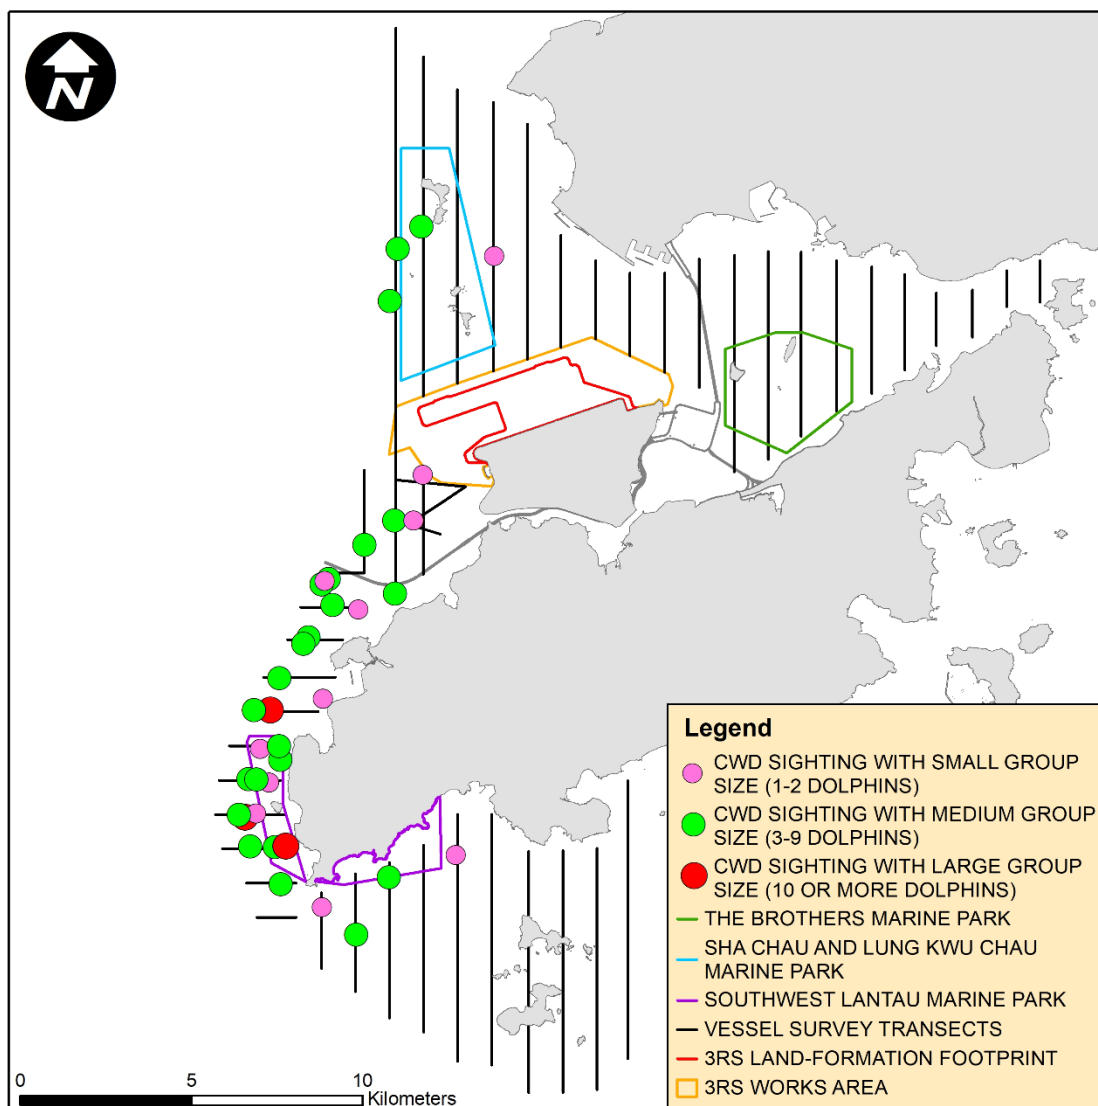 N
Legend
CWD SIGHTING WITH SMALL GROUP
SIZE (1-2 DOLPHINS)
CWD SIGHTING WITH MEDIUM GROUP
SIZE (3-9 DOLPHINS)
CWD SIGHTING WITH LARGE GROUP
SIZE (10 OR MORE DOLPHINS)
THE BROTHERS MARINE PARK
SHA CHAU AND LUNG KWU CHAU
MARINE PARK
SOUTHWEST LANTAU MARINE PARK
VESSEL SURVEY TRANSECTS
3RS LAND-FORMATION FOOTPRINT
3RS WORKS AREA
0 5 10
Kilometers